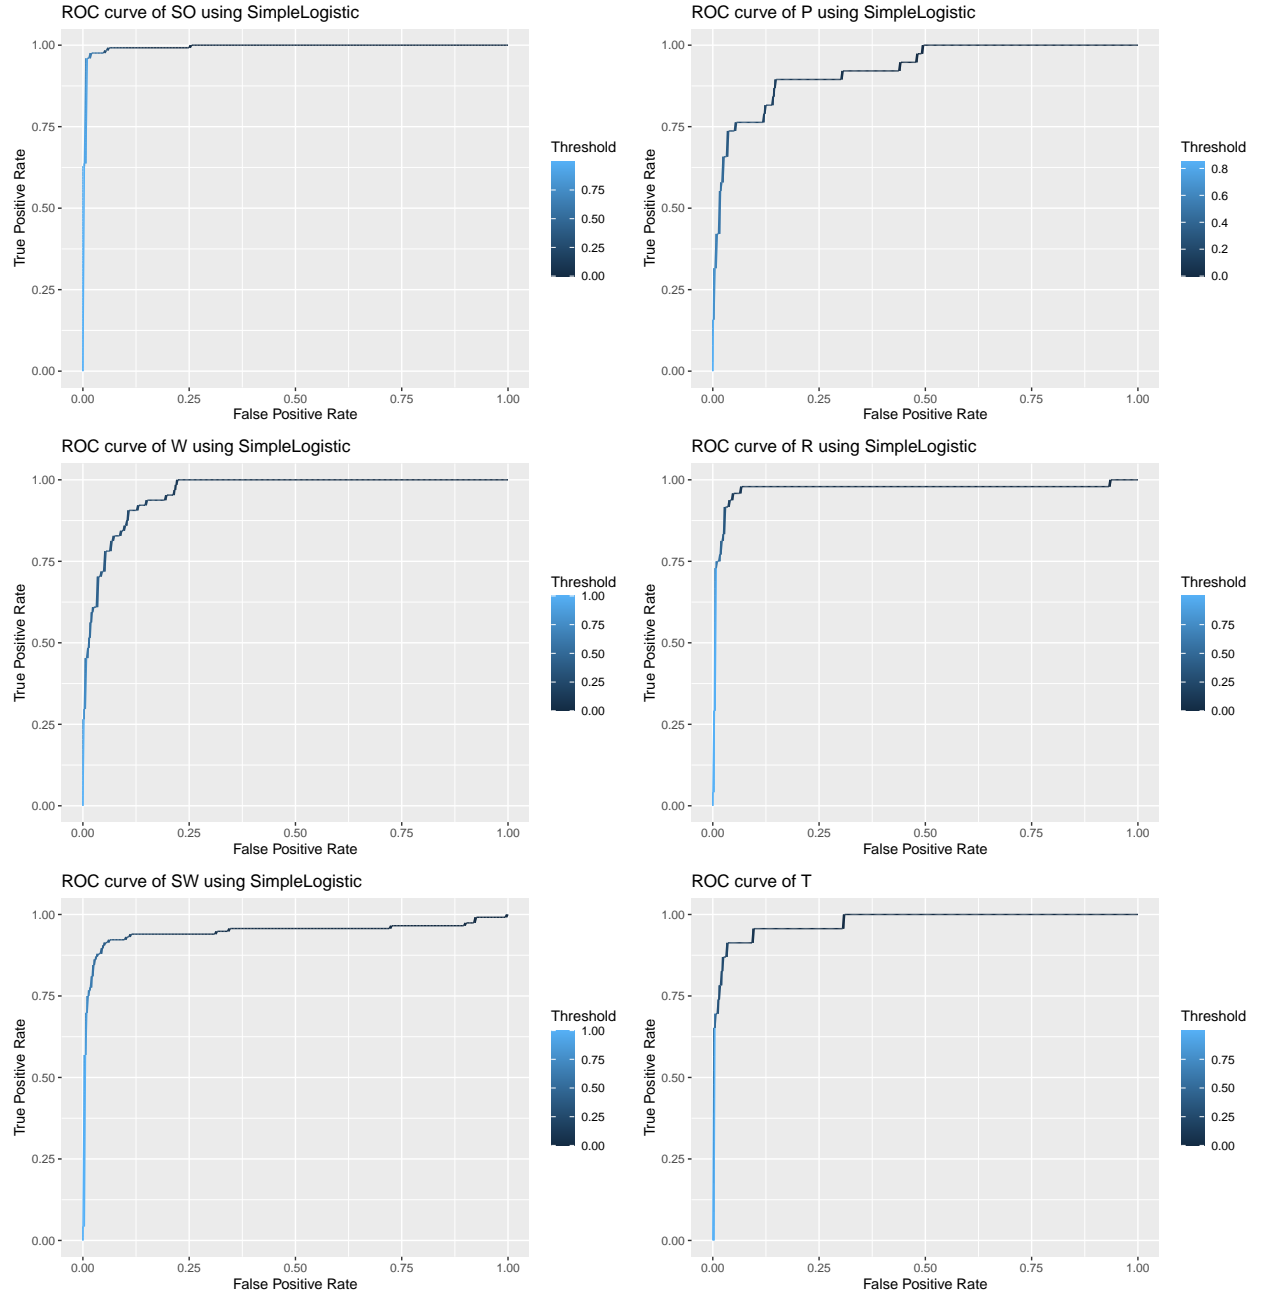 ROC curve of SO using SimpleLogistic
1.00
0.75
0.50
0.25
0.00
True Positive Rate
0.00 0.25 0.50 0.75 1.00
False Positive Rate
Threshold
0.75
0.50
0.25
0.00
ROC curve of P using SimpleLogistic
1.00
0.75
0.50
0.25
0.00
True Positive Rate
0.00 0.25 0.50 0.75 1.00
False Positive Rate
Threshold
0.8
0.6
0.4
0.2
0.0
ROC curve of W using SimpleLogistic
1.00
0.75
0.50
0.25
0.00
True Positive Rate
0.00 0.25 0.50 0.75 1.00
False Positive Rate
Threshold
1.00
0.75
0.50
0.25
0.00
ROC curve of R using SimpleLogistic
1.00
0.75
0.50
0.25
0.00
True Positive Rate
0.00 0.25 0.50 0.75 1.00
False Positive Rate
Threshold
0.75
0.50
0.25
0.00
ROC curve of SW using SimpleLogistic
1.00
0.75
0.50
0.25
0.00
True Positive Rate
0.00 0.25 0.50 0.75 1.00
False Positive Rate
Threshold
1.00
0.75
0.50
0.25
0.00
ROC curve of T
1.00
0.75
0.50
0.25
0.00
True Positive Rate
0.00 0.25 0.50 0.75 1.00
False Positive Rate
Threshold
0.75
0.50
0.25
0.00